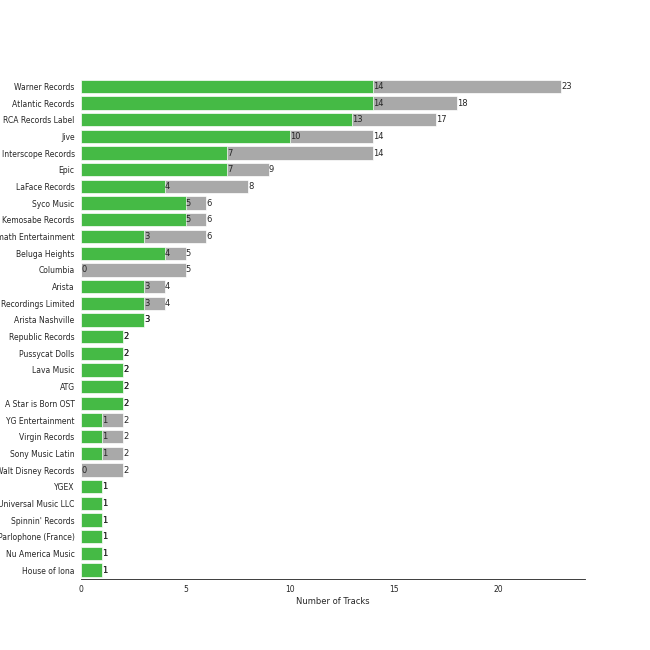 Warner Records 14 23
Atlantic Records 14 18
RCA Records Label 13 17
Jive 10 14
Interscope Records 7 14
Epic 7 9
LaFace Records 4 8
Syco Music 5 6
Kemosabe Records 5 6
math Entertainment 3 6
Beluga Heights 4 5
Columbia 0 5
Arista 3 4
Recordings Limited 3 4
Arista Nashville 3
Republic Records 2
Pussycat Dolls 2
Lava Music 2
ATG 2
A Star is Born OST 2
YG Entertainment 1 2
Virgin Records 1 2
Sony Music Latin 1 2
Walt Disney Records 0 2
YGEX 1
Universal Music LLC 1
Spinnin' Records 1
Parlophone (France) 1
Nu America Music 1
House of Iona 1
0 5 10 15 20
Number of Tracks